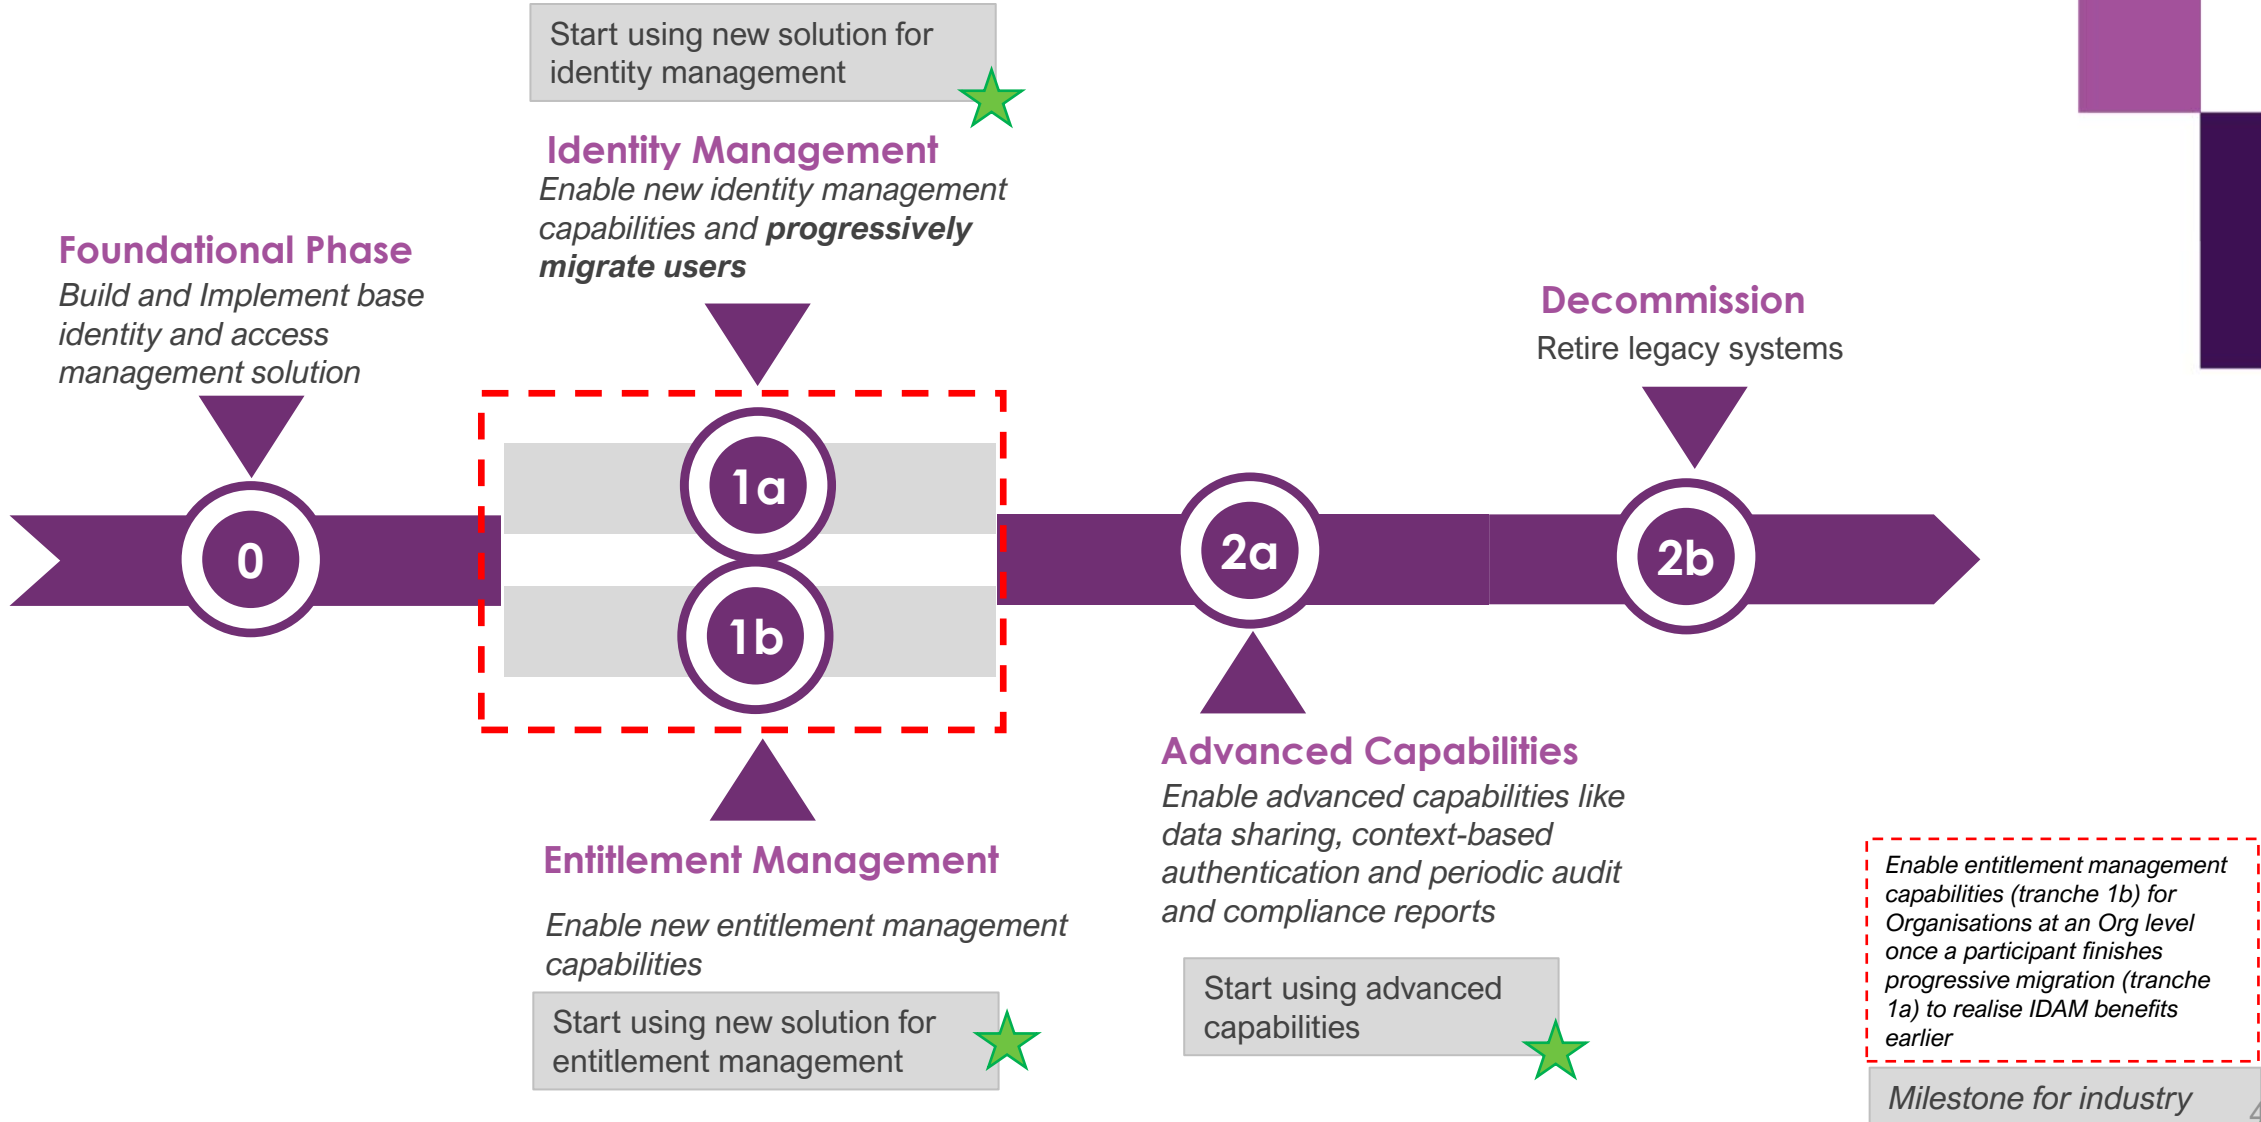 Start using new solution for
identity management
Identity Management
Enable new identity management
capabilities and progressively
migrate users
Foundational Phase
Build and Implement base
identity and access
management solution
Decommission
Retire legacy systems
0
1a
1b
2a
2b
Entitlement Management
Enable new entitlement management
capabilities
Start using new solution for
entitlement management
Advanced Capabilities
Enable advanced capabilities like
data sharing, context-based
authentication and periodic audit
and compliance reports
Start using advanced
capabilities
Enable entitlement management
capabilities (tranche 1b) for
Organisations at an Org level
once a participant finishes
progressive migration (tranche
1a) to realise IDAM benefits
earlier
Milestone for industry